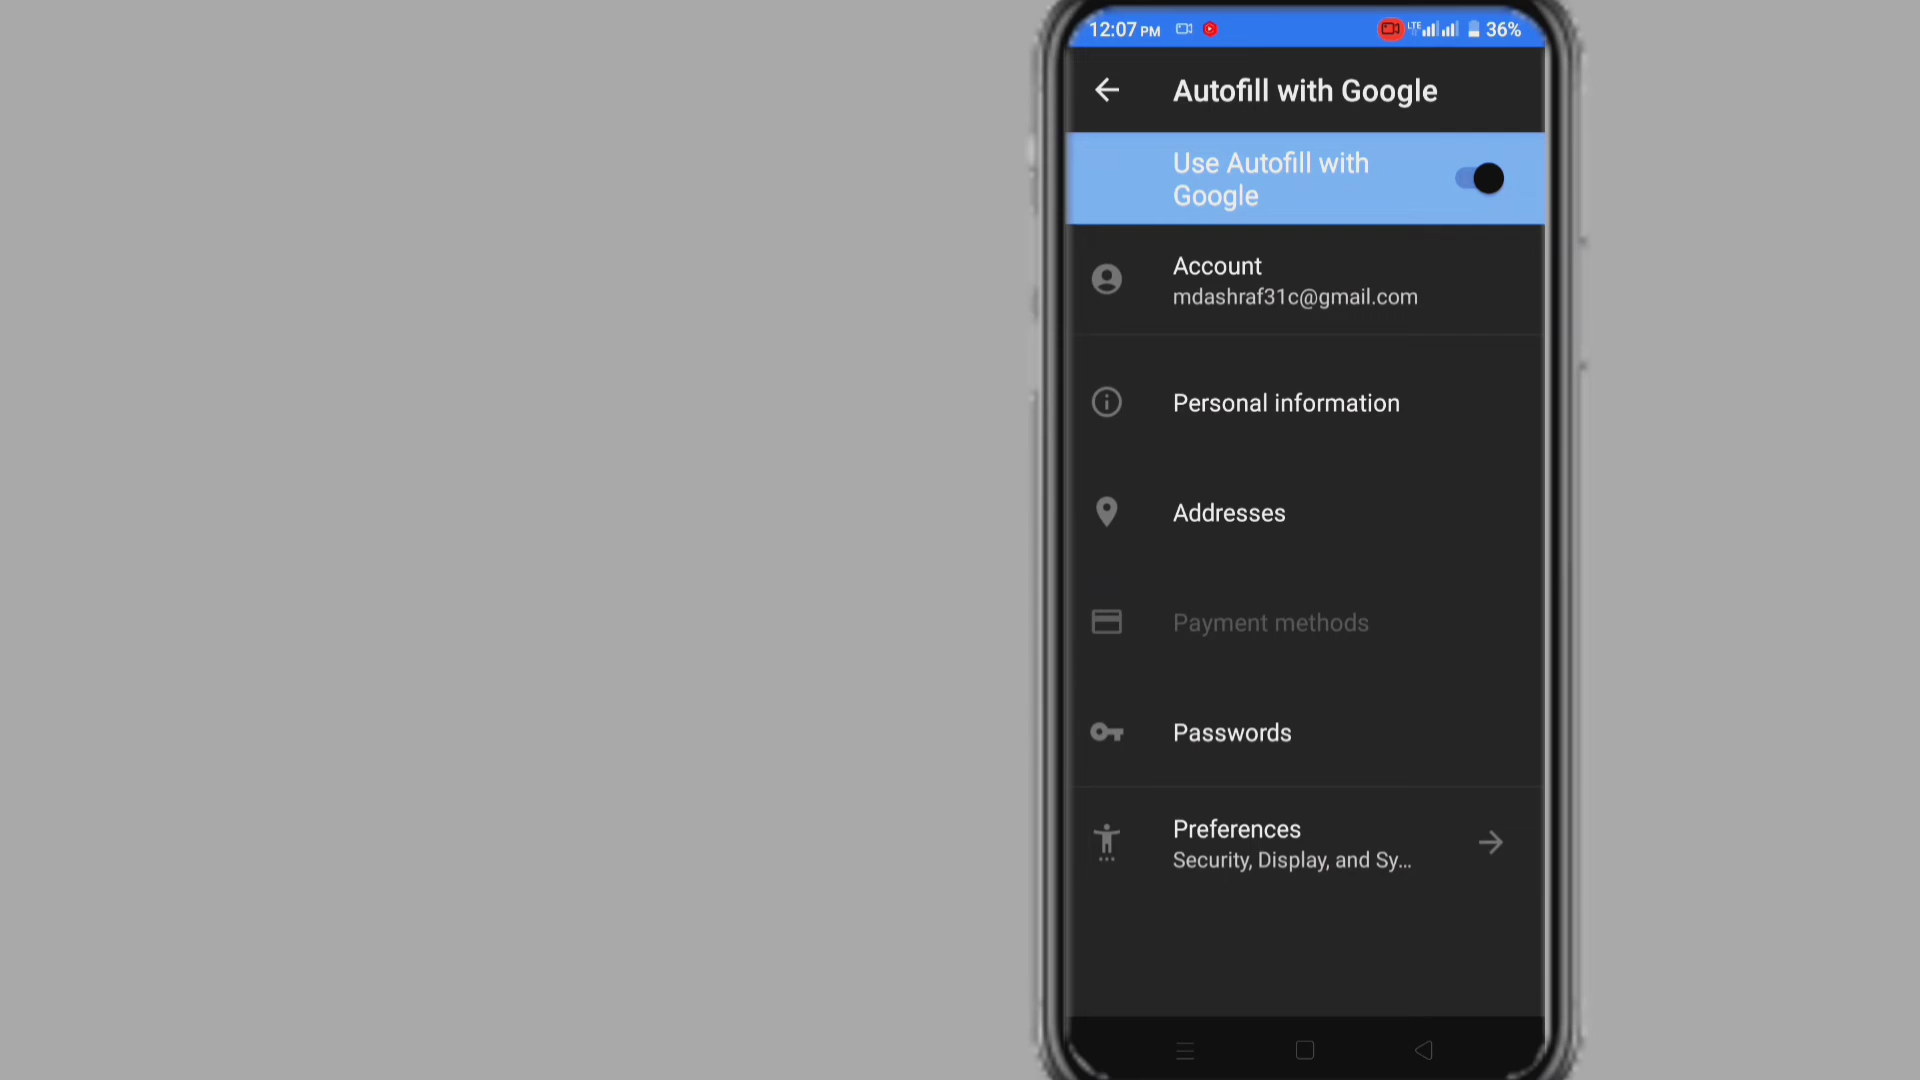 12:07 PM LTE 36%
Autofill with Google
Use Autofill with
Google
Account
mdashraf31c@gmail.com
Personal information
Addresses
Payment methods
Passwords
Preferences
Security, Display, and Sy...